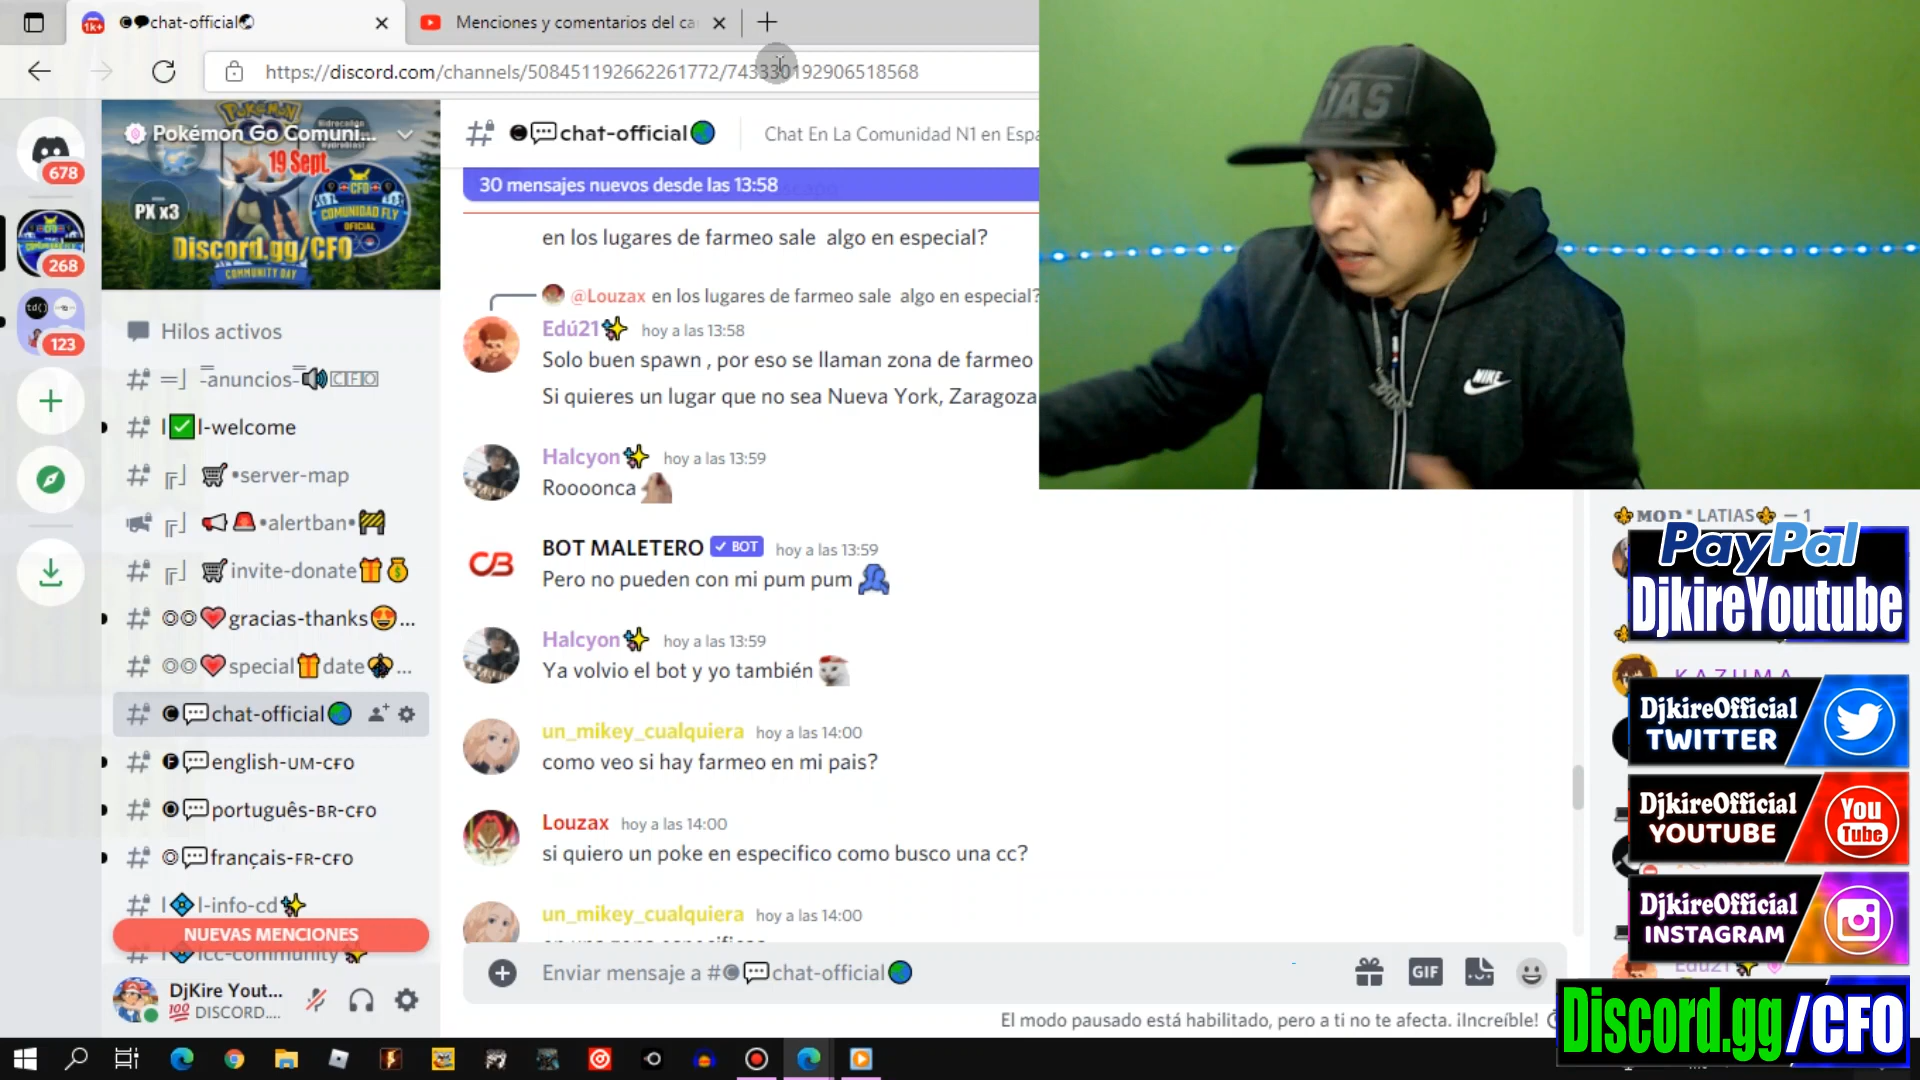 chat-official
Menciones y comentarios del ca
https://discord.com/channels/508451192662261772/743330192906518568
678
268
123
Pokémon Go Comuni...
19 Sept.
PX x3
CFO
COMUNIDAD FLY
OFICIAL
Discord.gg/CFO
COMMUNITY DAY
Hilos activos
-anuncios- CFO
I✅I-welcome
•server-map
•alertban•
invite-donate
gracias-thanks...
special date...
chat-official
english-UM-CFO
português-BR-CFO
français-FR-CFO
I-info-cd
NUEVAS MENCIONES
Icc-community
DjKire Yout...
DISCORD....
chat-official
Chat En La Comunidad N1 en Espa
30 mensajes nuevos desde las 13:58
en los lugares de farmeo sale algo en especial?
@Louzax en los lugares de farmeo sale algo en especial?
Edú21 hoy a las 13:58
Solo buen spawn , por eso se llaman zona de farmeo
Si quieres un lugar que no sea Nueva York, Zaragoza
Halcyon hoy a las 13:59
Roooonca
BOT MALETERO BOT hoy a las 13:59
Pero no pueden con mi pum pum
Halcyon hoy a las 13:59
Ya volvio el bot y yo también
un_mikey_cualquiera hoy a las 14:00
como veo si hay farmeo en mi pais?
Louzax hoy a las 14:00
si quiero un poke en especifico como busco una cc?
un_mikey_cualquiera hoy a las 14:00
Enviar mensaje a #chat-official
GIF
El modo pausado está habilitado, pero a ti no te afecta. ¡Increíble!
NIKE
MOD * LATIAS — 1
PayPal
DjkireYoutube
KAZUMA
DjkireOfficial
TWITTER
DjkireOfficial
YOUTUBE
You
Tube
DjkireOfficial
INSTAGRAM
Edú21
Discord.gg/CFO